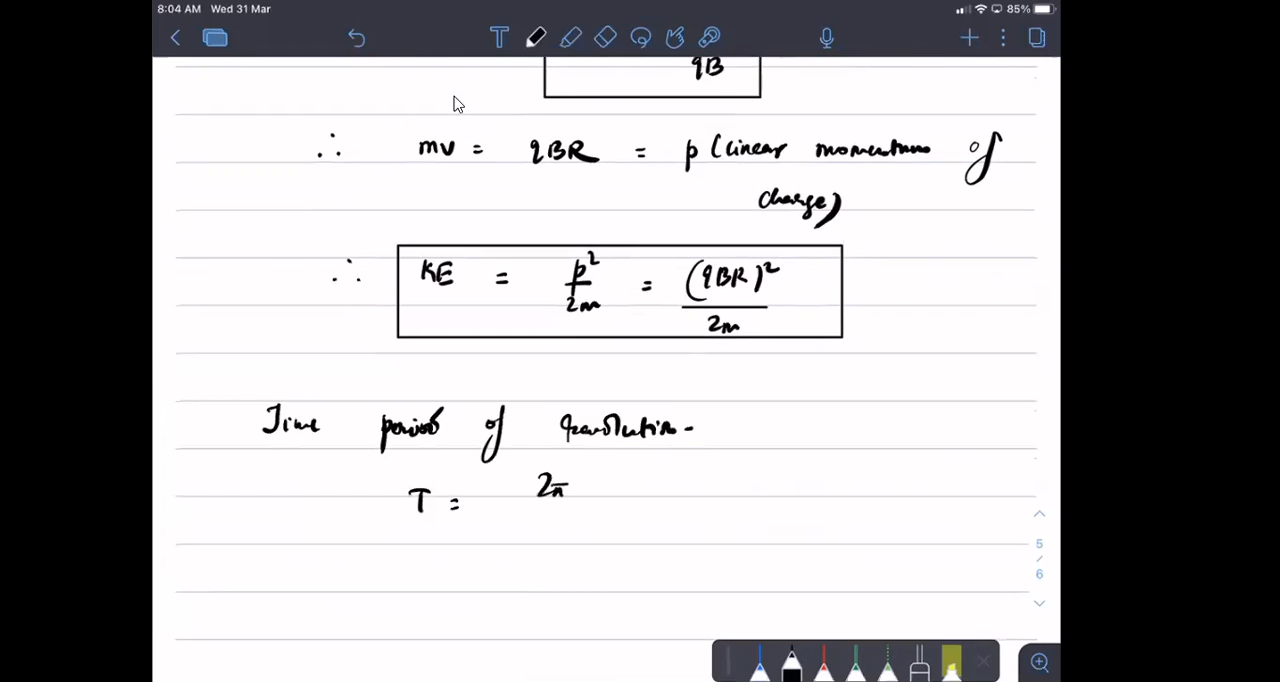 8:04 AM Wed 31 Mar
85%
T
qB
∴ mv = qBR = p (linear momentum of
charge)
∴ KE = p²/2m = (qBR)²/2m
Time period of revolution-
T = 2π
5
/
6